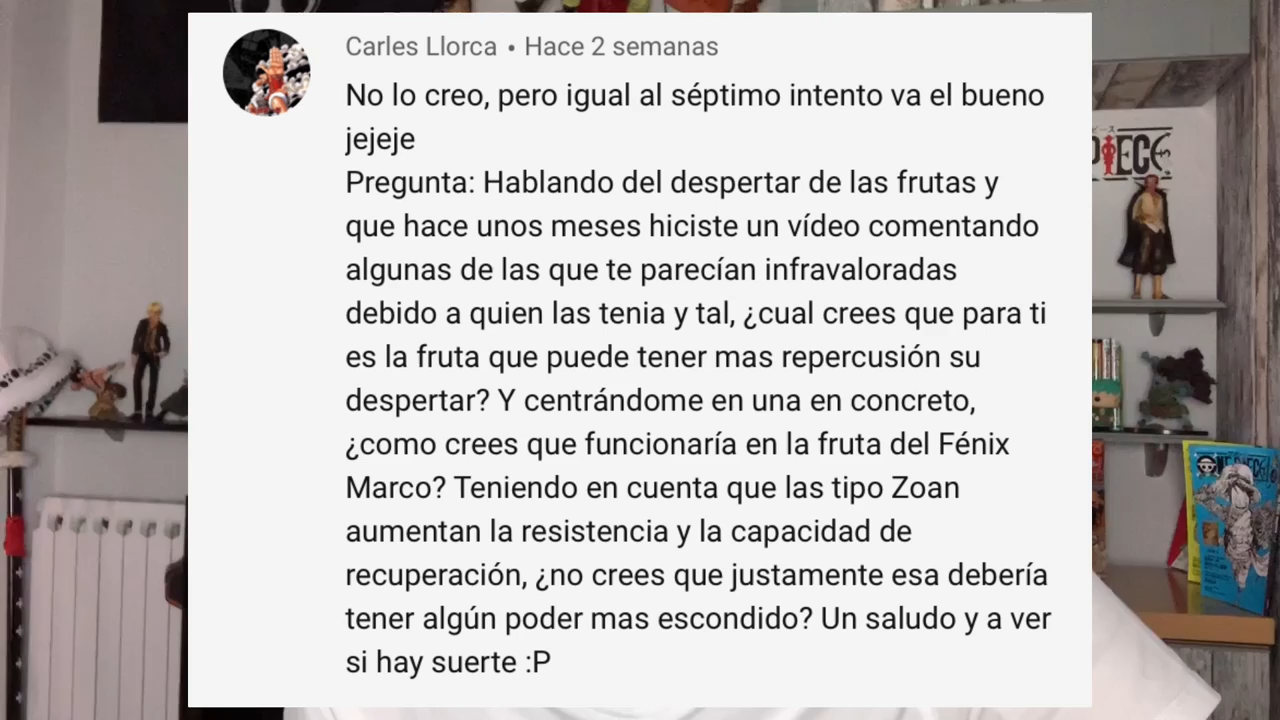 Carles Llorca • Hace 2 semanas
No lo creo, pero igual al séptimo intento va el bueno
jejeje
Pregunta: Hablando del despertar de las frutas y
que hace unos meses hiciste un vídeo comentando
algunas de las que te parecían infravaloradas
debido a quien las tenia y tal, ¿cual crees que para ti
es la fruta que puede tener mas repercusión su
despertar? Y centrándome en una en concreto,
¿como crees que funcionaría en la fruta del Fénix
Marco? Teniendo en cuenta que las tipo Zoan
aumentan la resistencia y la capacidad de
recuperación, ¿no crees que justamente esa debería
tener algún poder mas escondido? Un saludo y a ver
si hay suerte :P